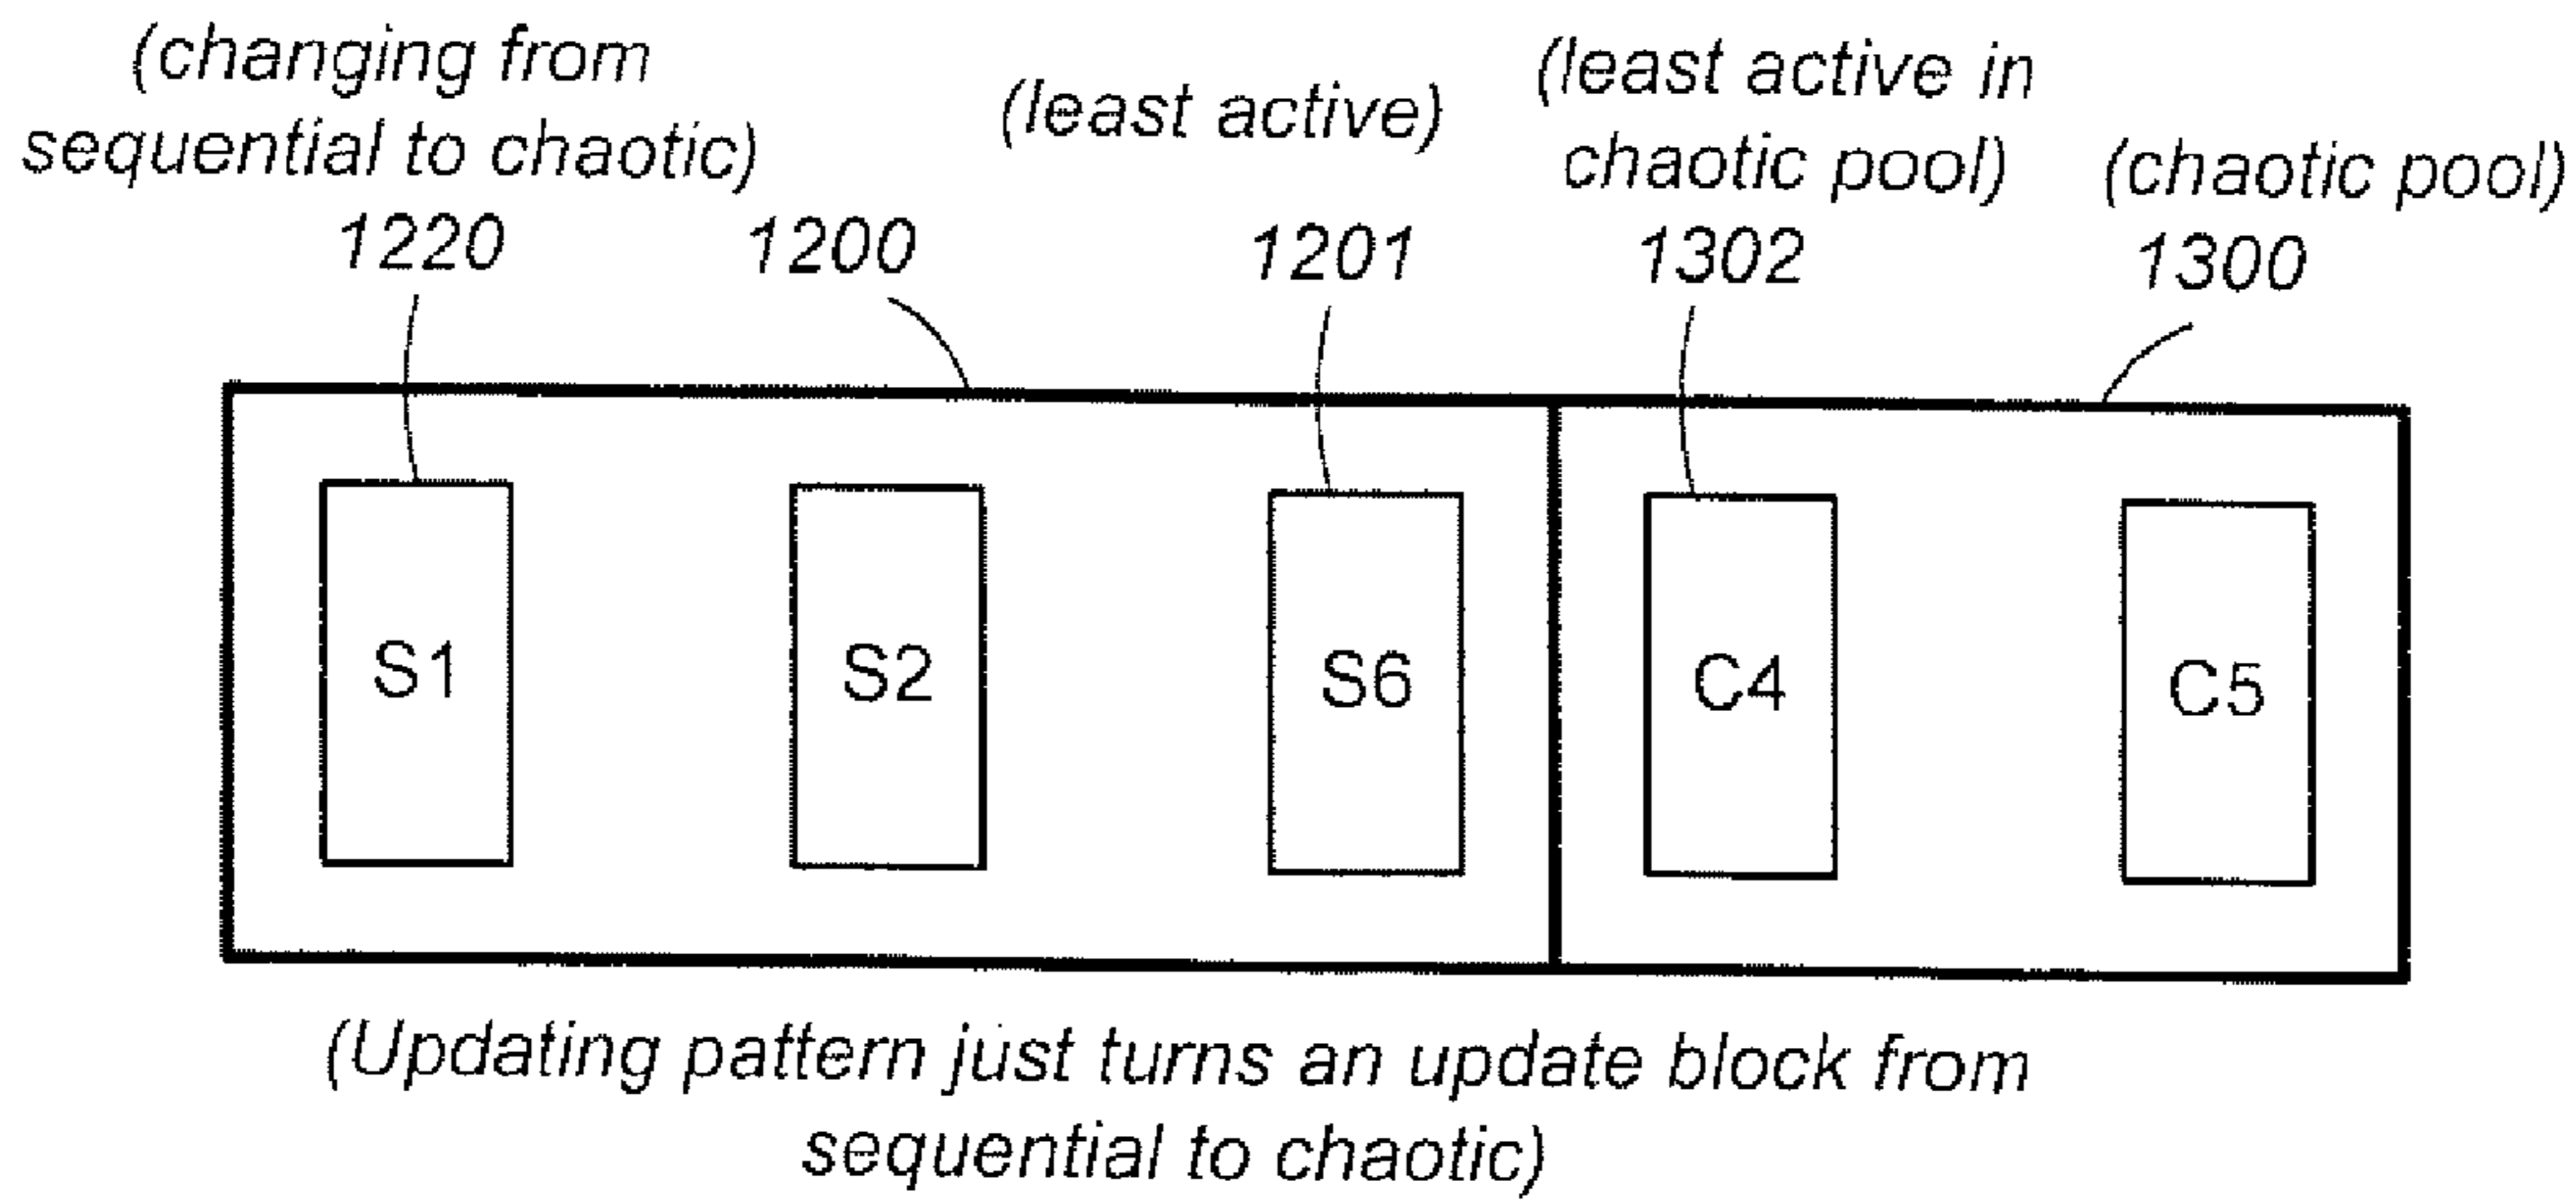 (changing from
sequential to chaotic)
1220
1200
(least active)
1201
(least active in
chaotic pool)
1302
(chaotic pool)
1300
S1
S2
S6
C4
C5
(Updating pattern just turns an update block from
sequential to chaotic)